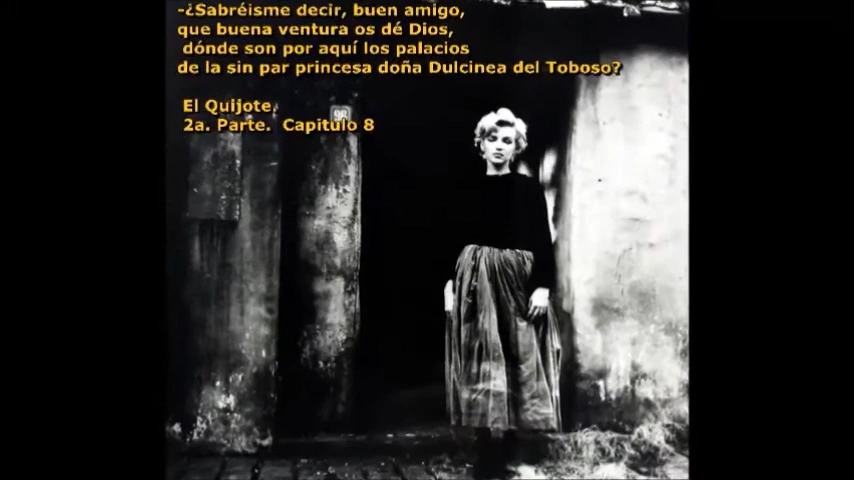 -¿Sabréisme decir, buen amigo,
que buena ventura os dé Dios,
dónde son por aquí los palacios
de la sin par princesa doña Dulcinea del Toboso?
El Quijote.
2a. Parte. Capitulo 8
98